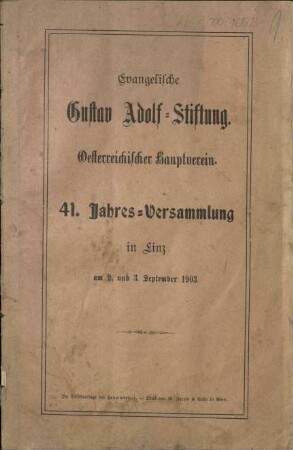 Evangelische
Gustav Adolf-Stiftung.
Oesterreichischer Hauptverein.
41. Jahres-Versammlung
in Linz
am 2. und 3. September 1903